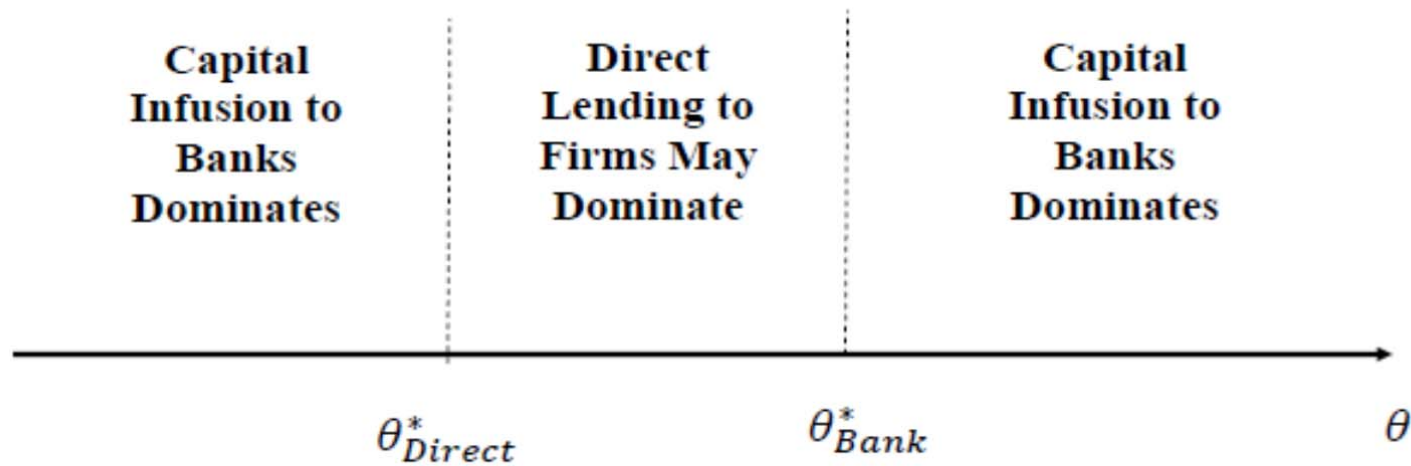 Capital
Infusion to
Banks
Dominates
Direct
Lending to
Firms May
Dominate
Capital
Infusion to
Banks
Dominates
θ*Direct
θ*Bank
θ